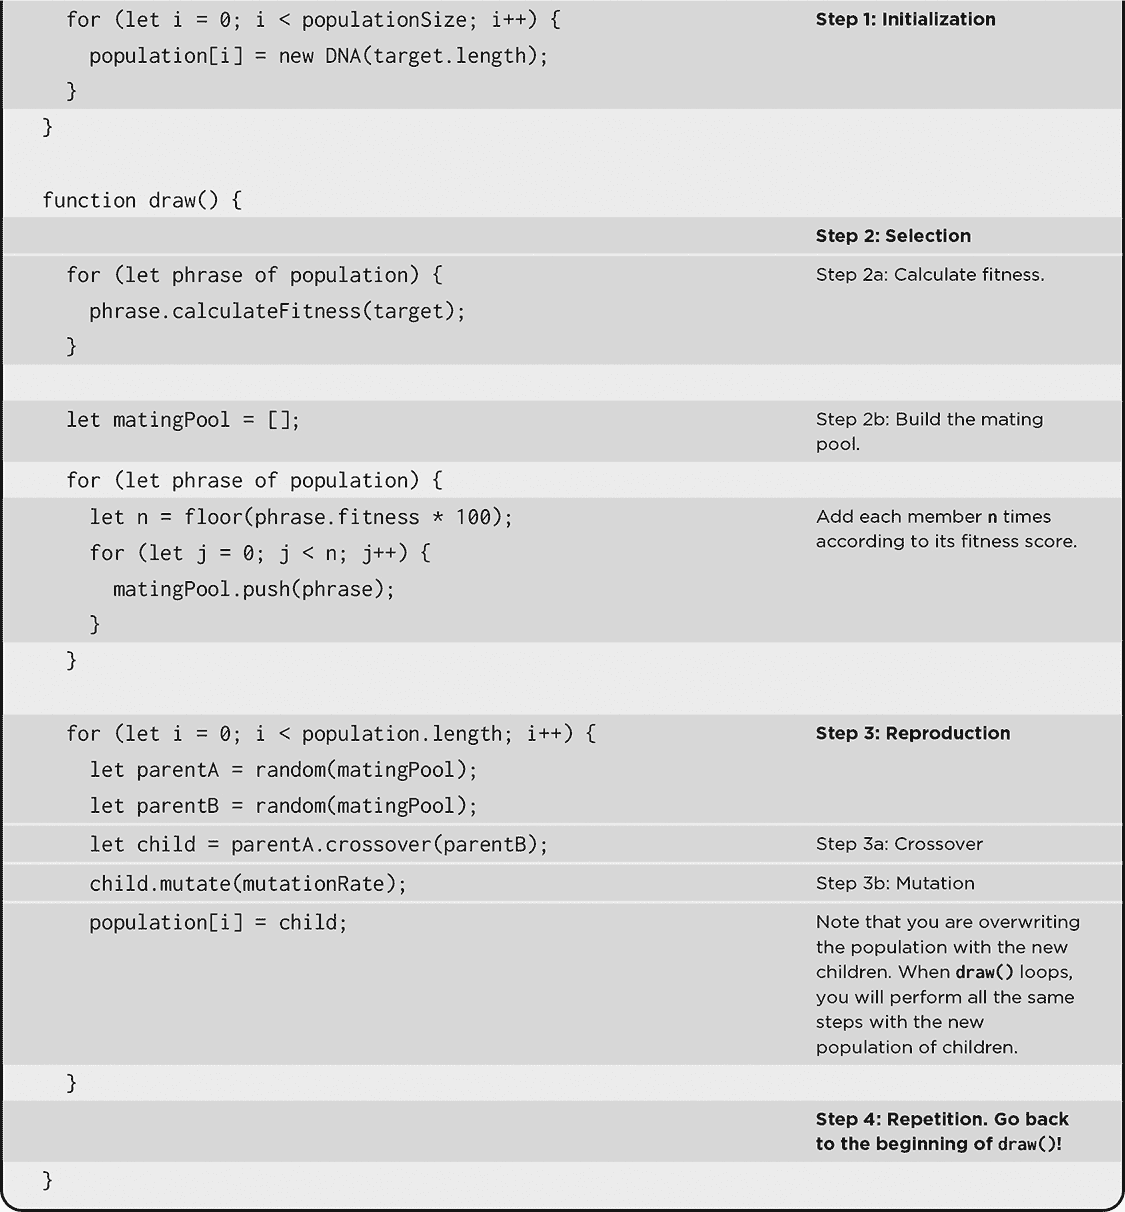 for (let i = 0; i < populationSize; i++) {
Step 1: Initialization
population[i] = new DNA(target.length);
}
}
function draw() {
Step 2: Selection
for (let phrase of population) {
Step 2a: Calculate fitness.
phrase.calculateFitness(target);
}
let matingPool = [];
Step 2b: Build the mating
pool.
for (let phrase of population) {
let n = floor(phrase.fitness * 100);
Add each member n times
according to its fitness score.
for (let j = 0; j < n; j++) {
matingPool.push(phrase);
}
}
for (let i = 0; i < population.length; i++) {
Step 3: Reproduction
let parentA = random(matingPool);
let parentB = random(matingPool);
let child = parentA.crossover(parentB);
Step 3a: Crossover
child.mutate(mutationRate);
Step 3b: Mutation
population[i] = child;
Note that you are overwriting
the population with the new
children. When draw() loops,
you will perform all the same
steps with the new
population of children.
}
Step 4: Repetition. Go back
to the beginning of draw()!
}